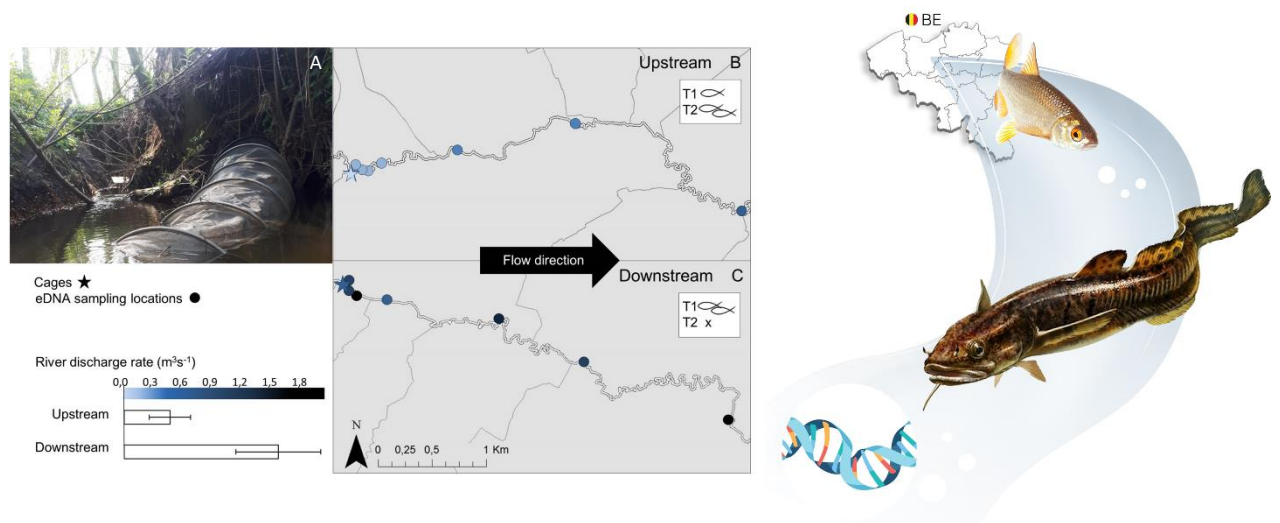 A
Cages
eDNA sampling locations
River discharge rate (m³s⁻¹)
0,0 0,3 0,6 0,9 1,2 1,5 1,8
Upstream
Downstream
Upstream B
T1
T2
Flow direction
Downstream C
T1
T2 x
N
0 0,25 0,5 1 Km
BE